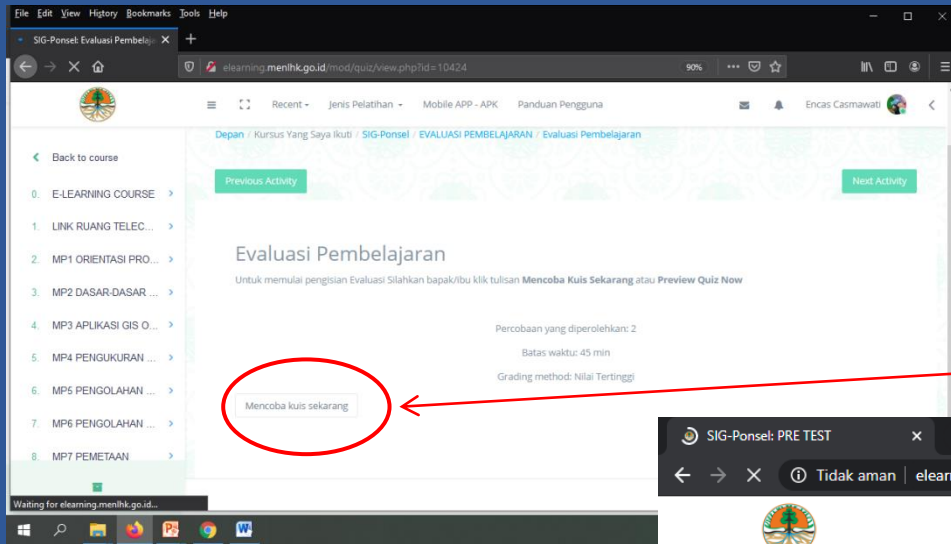 File Edit View History Bookmarks Tools Help
SIG-Ponsel: Evaluasi Pembelaja
elearning.menlhk.go.id/mod/quiz/view.php?id=10424
90%
Recent
Jenis Pelatihan
Mobile APP - APK
Panduan Pengguna
Encas Casmawati
Depan / Kursus Yang Saya Ikuti / SIG-Ponsel / EVALUASI PEMBELAJARAN / Evaluasi Pembelajaran
Back to course
Previous Activity
Next Activity
0. E-LEARNING COURSE
1. LINK RUANG TELEC...
2. MP1 ORIENTASI PRO...
3. MP2 DASAR-DASAR ...
4. MP3 APLIKASI GIS O...
5. MP4 PENGUKURAN ...
6. MP5 PENGOLAHAN ...
7. MP6 PENGOLAHAN ...
8. MP7 PEMETAAN
Evaluasi Pembelajaran
Untuk memulai pengisian Evaluasi Silahkan bapak/ibu klik tulisan Mencoba Kuis Sekarang atau Preview Quiz Now
Percobaan yang diperolehkan: 2
Batas waktu: 45 min
Grading method: Nilai Tertinggi
Mencoba kuis sekarang
Waiting for elearning.menlhk.go.id...
SIG-Ponsel: PRE TEST
Tidak aman
elearn